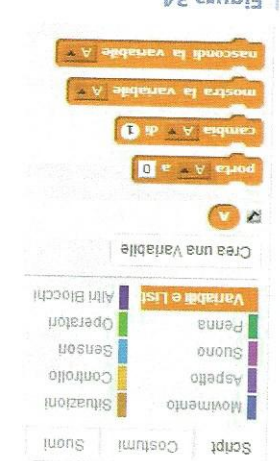 Script Costumi Suoni
Movimento Situazioni
Aspetto Controllo
Suono Sensori
Penna Operatori
Variabili e List Altri Blocchi
Crea una Variabile
A
porta A a 0
cambia A di 1
mostra la variabile A
nascondi la variabile A
Figura 24